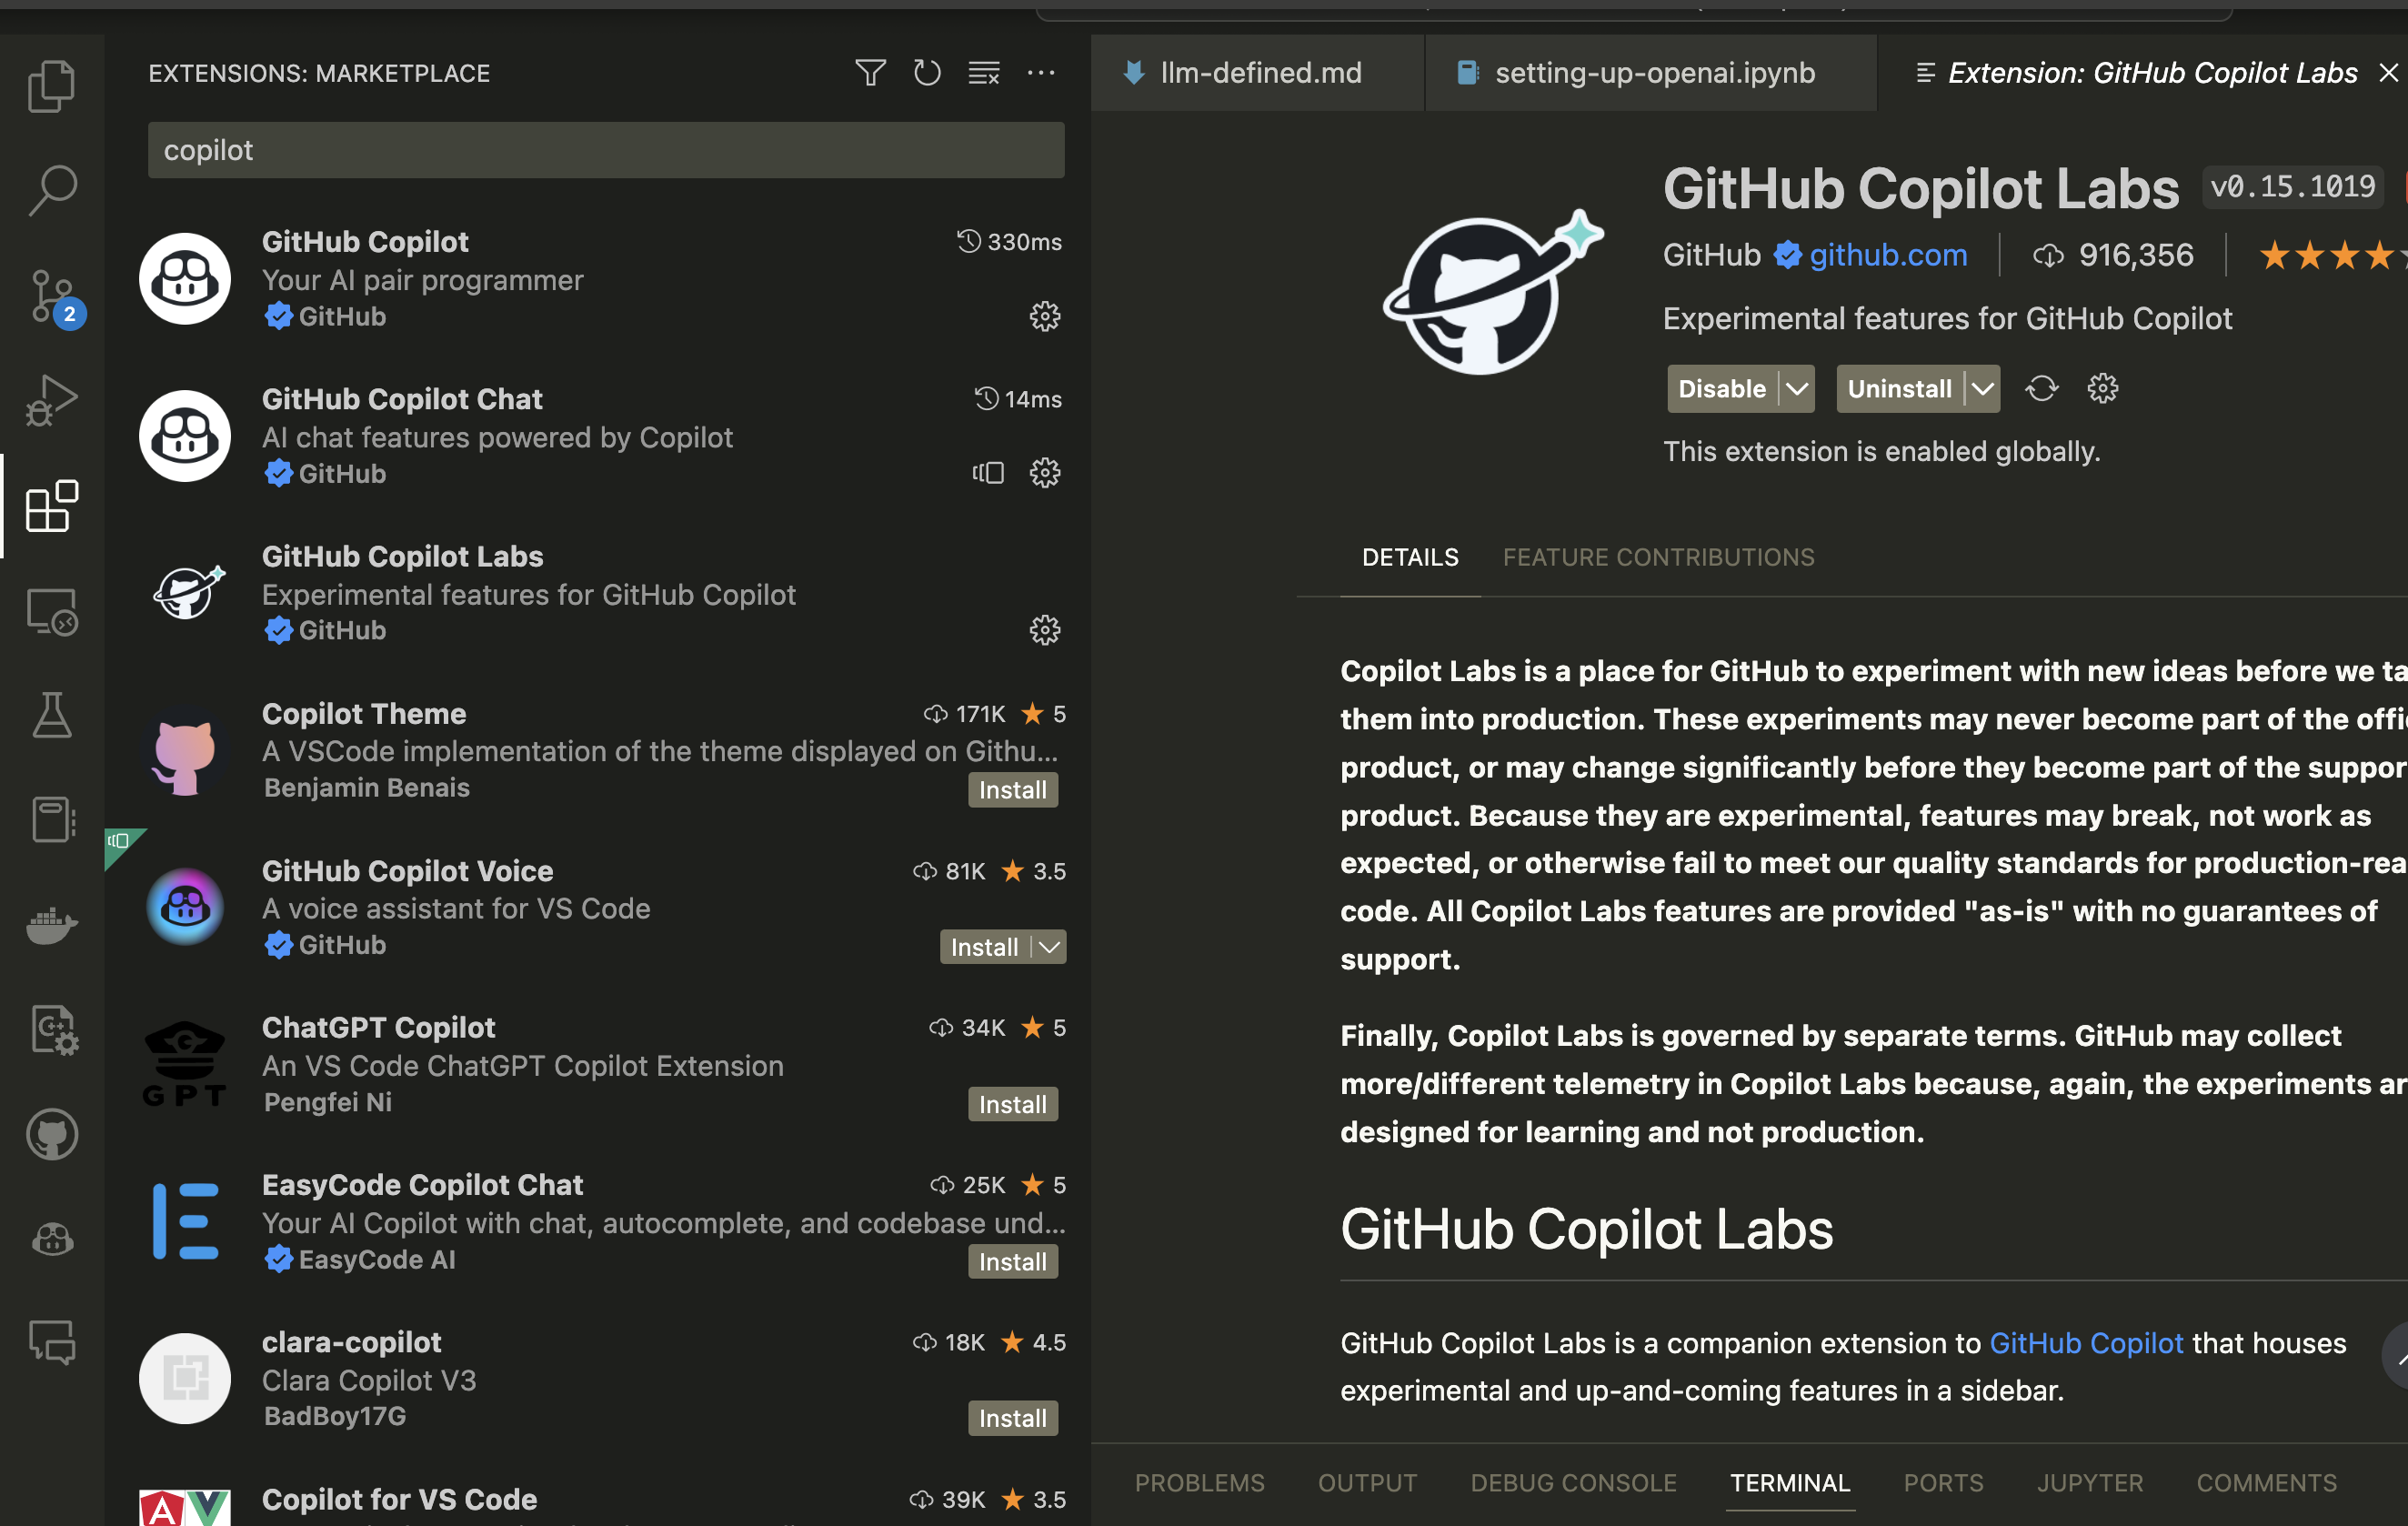 EXTENSIONS: MARKETPLACE
copilot
GitHub Copilot
330ms
Your AI pair programmer
GitHub
GitHub Copilot Chat
14ms
AI chat features powered by Copilot
GitHub
GitHub Copilot Labs
Experimental features for GitHub Copilot
GitHub
Copilot Theme
171K ★ 5
A VSCode implementation of the theme displayed on Githu...
Benjamin Benais
Install
GitHub Copilot Voice
81K ★ 3.5
A voice assistant for VS Code
GitHub
Install
ChatGPT Copilot
34K ★ 5
An VS Code ChatGPT Copilot Extension
Pengfei Ni
Install
GPT
EasyCode Copilot Chat
25K ★ 5
Your AI Copilot with chat, autocomplete, and codebase und...
EasyCode AI
Install
clara-copilot
18K ★ 4.5
Clara Copilot V3
BadBoy17G
Install
Copilot for VS Code
39K ★ 3.5
2
C++
llm-defined.md
setting-up-openai.ipynb
Extension: GitHub Copilot Labs
GitHub Copilot Labs
v0.15.1019
GitHub
github.com
916,356
Experimental features for GitHub Copilot
Disable
Uninstall
This extension is enabled globally.
DETAILS
FEATURE CONTRIBUTIONS
Copilot Labs is a place for GitHub to experiment with new ideas before we ta
them into production. These experiments may never become part of the offi
product, or may change significantly before they become part of the suppor
product. Because they are experimental, features may break, not work as
expected, or otherwise fail to meet our quality standards for production-rea
code. All Copilot Labs features are provided "as-is" with no guarantees of
support.
Finally, Copilot Labs is governed by separate terms. GitHub may collect
more/different telemetry in Copilot Labs because, again, the experiments ar
designed for learning and not production.
GitHub Copilot Labs
GitHub Copilot Labs is a companion extension to GitHub Copilot that houses
experimental and up-and-coming features in a sidebar.
PROBLEMS
OUTPUT
DEBUG CONSOLE
TERMINAL
PORTS
JUPYTER
COMMENTS